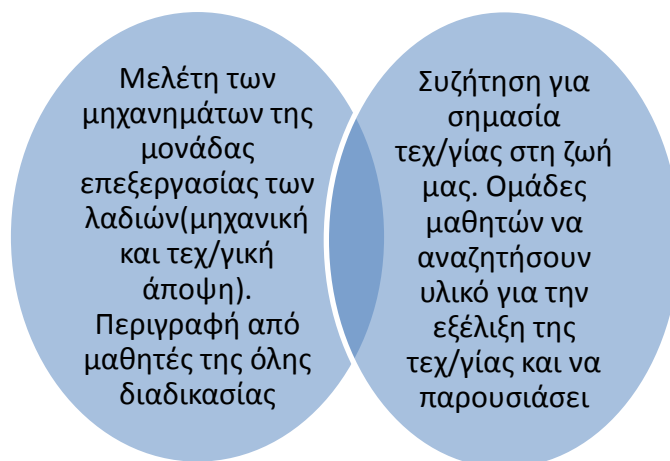 Μελέτη των
μηχανημάτων της
μονάδας
επεξεργασίας των
λαδιών(μηχανική
και τεχ/γική
άποψη).
Περιγραφή από
μαθητές της όλης
διαδικασίας
Συζήτηση για
σημασία
τεχ/γίας στη ζωή
μας. Ομάδες
μαθητών να
αναζητήσουν
υλικό για την
εξέλιξη της
τεχ/γίας και να
παρουσιάσει